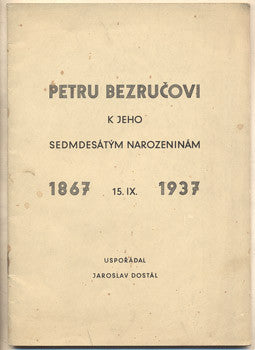 PETRU BEZRUČOVI
K JEHO
SEDMDESÁTÝM NAROZENINÁM
1867 15. IX. 1937
USPOŘÁDAL
JAROSLAV DOSTÁL